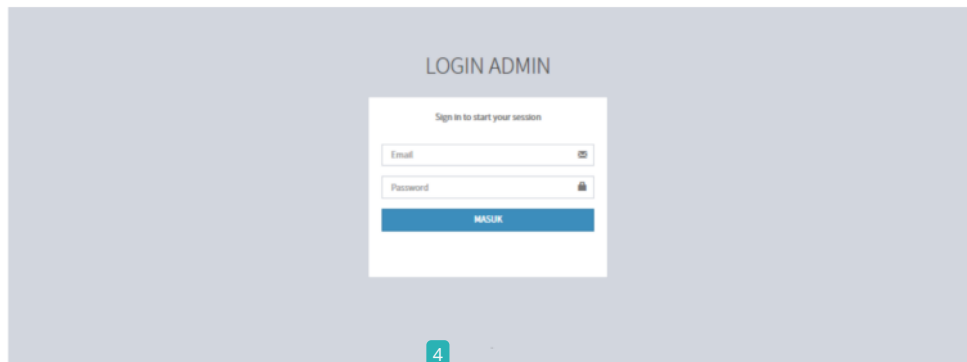 LOGIN ADMIN
Sign in to start your session
Email
Password
MASUK
4